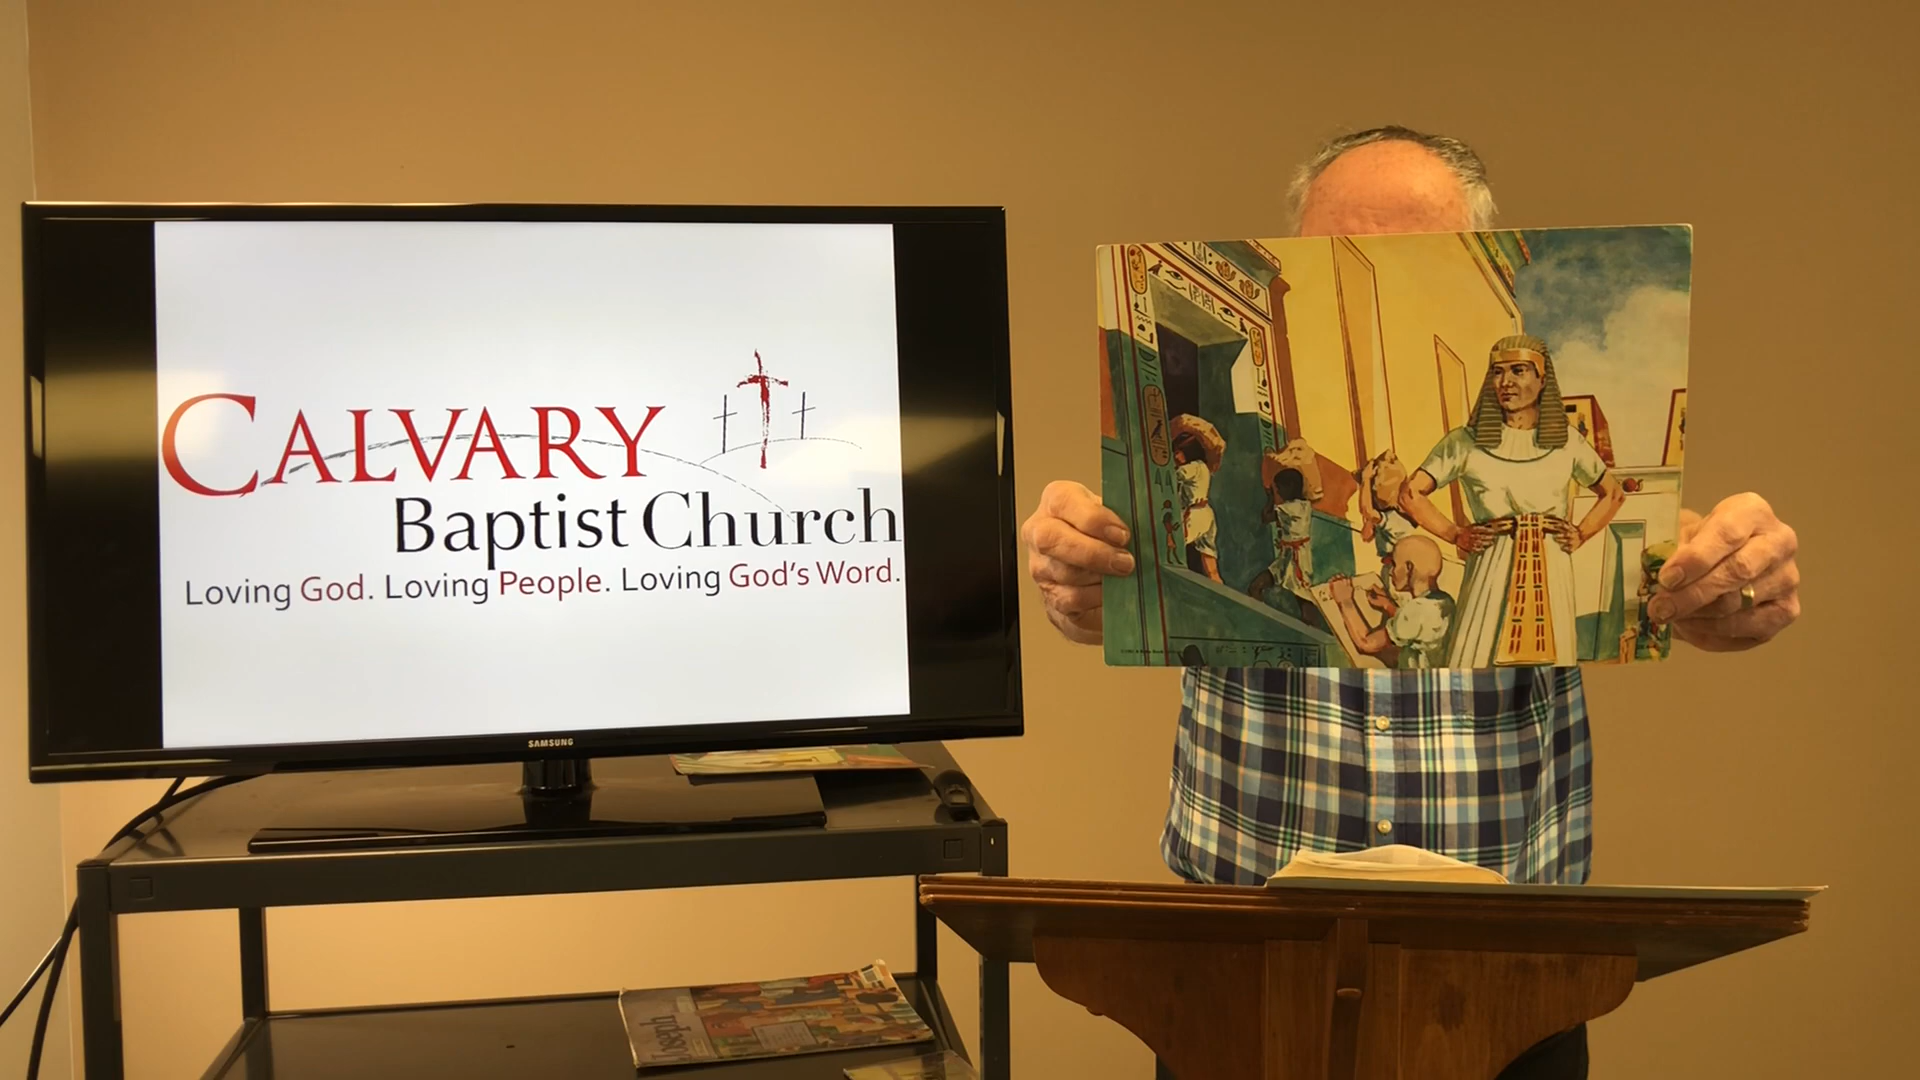 CALVARY
Baptist Church
Loving God. Loving People. Loving God's Word.
SAMSUNG
Joseph